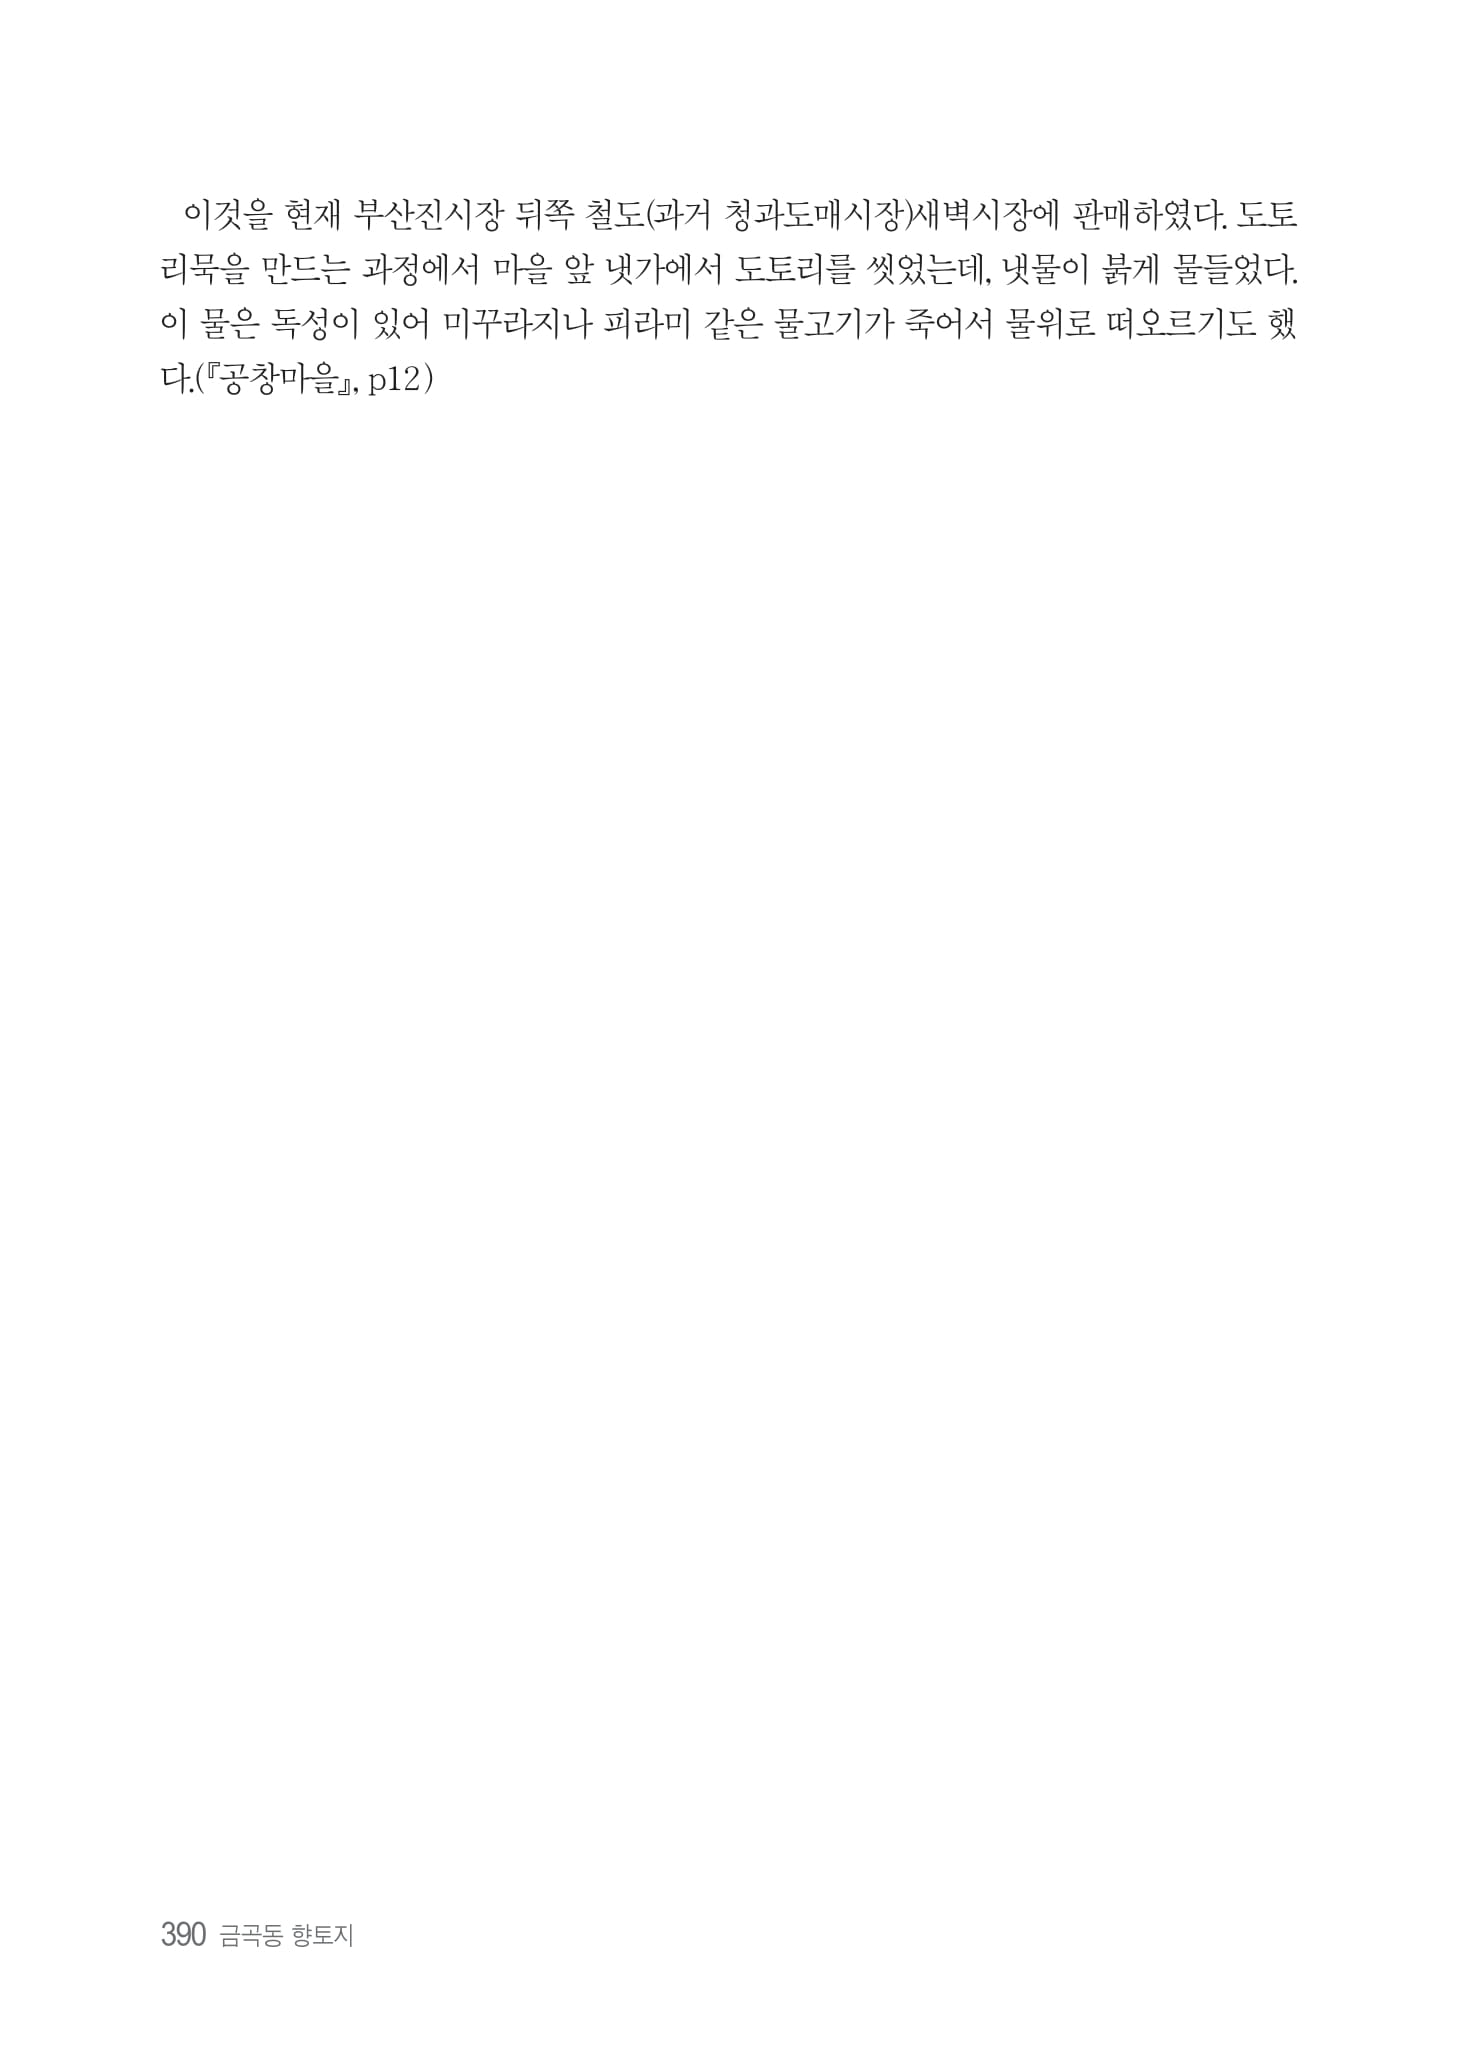 이것을 현재 부산진시장 뒤쪽 철도(과거 청과도매시장)새벽시장에 판매하였다. 도토
리묵을 만드는 과정에서 마을 앞 냇가에서 도토리를 씻었는데, 냇물이 붉게 물들었다.
이 물은 독성이 있어 미꾸라지나 피라미 같은 물고기가 죽어서 물위로 떠오르기도 했
다.(『공창마을』, p12)
390 금곡동 향토지